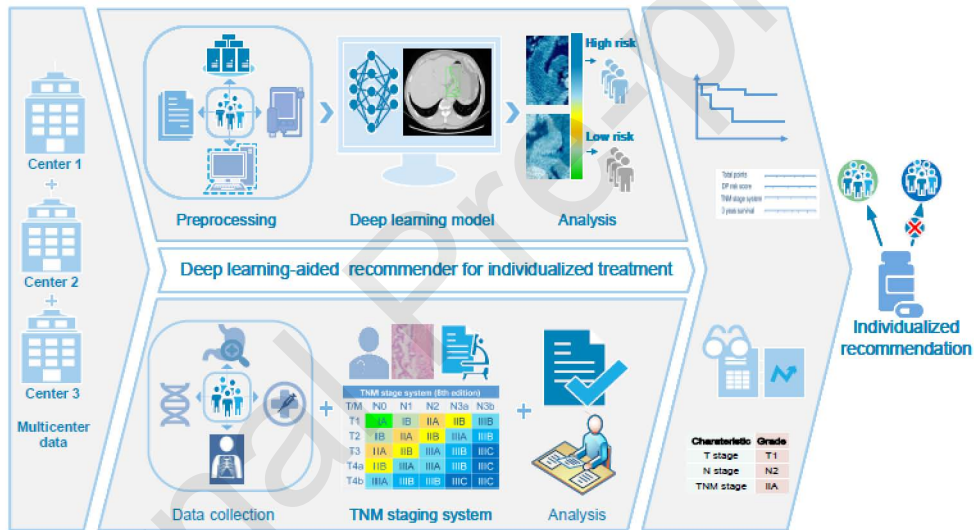 Center 1
+
Center 2
+
Center 3
Multicenter
data
Preprocessing
Deep learning model
High risk
Low risk
Analysis
Deep learning-aided recommender for individualized treatment
Data collection
+
TNM stage system (8th edition)
T/M N0 N1 N2 N3a N3b
T1 IA IB IIA IIB IIIB
T2 IB IIA IIB IIIA IIIB
T3 IIA IIB IIIA IIIB IIIC
T4a IIB IIIA IIIA IIIB IIIC
T4b IIIA IIIB IIIB IIIC IIIC
TNM staging system
+
Analysis
Total points
DP risk score
TNM stage system
3 years survival
Charateristic Grade
T stage T1
N stage N2
TNM stage IIA
Individualized
recommendation
nal Pre-p